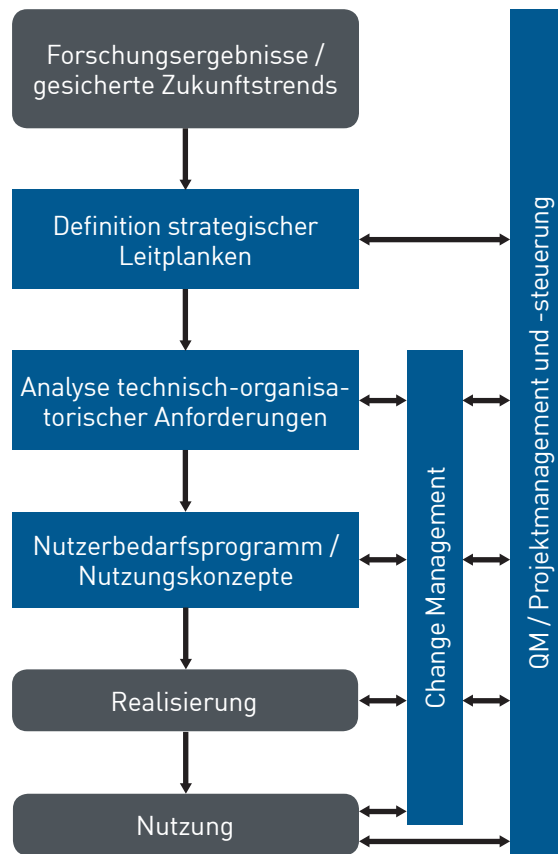 Forschungsergebnisse /
gesicherte Zukunftstrends
Definition strategischer
Leitplanken
Analyse technisch-organisa-
torischer Anforderungen
Nutzerbedarfsprogramm /
Nutzungskonzepte
Realisierung
Nutzung
Change Management
QM / Projektmanagement und -steuerung